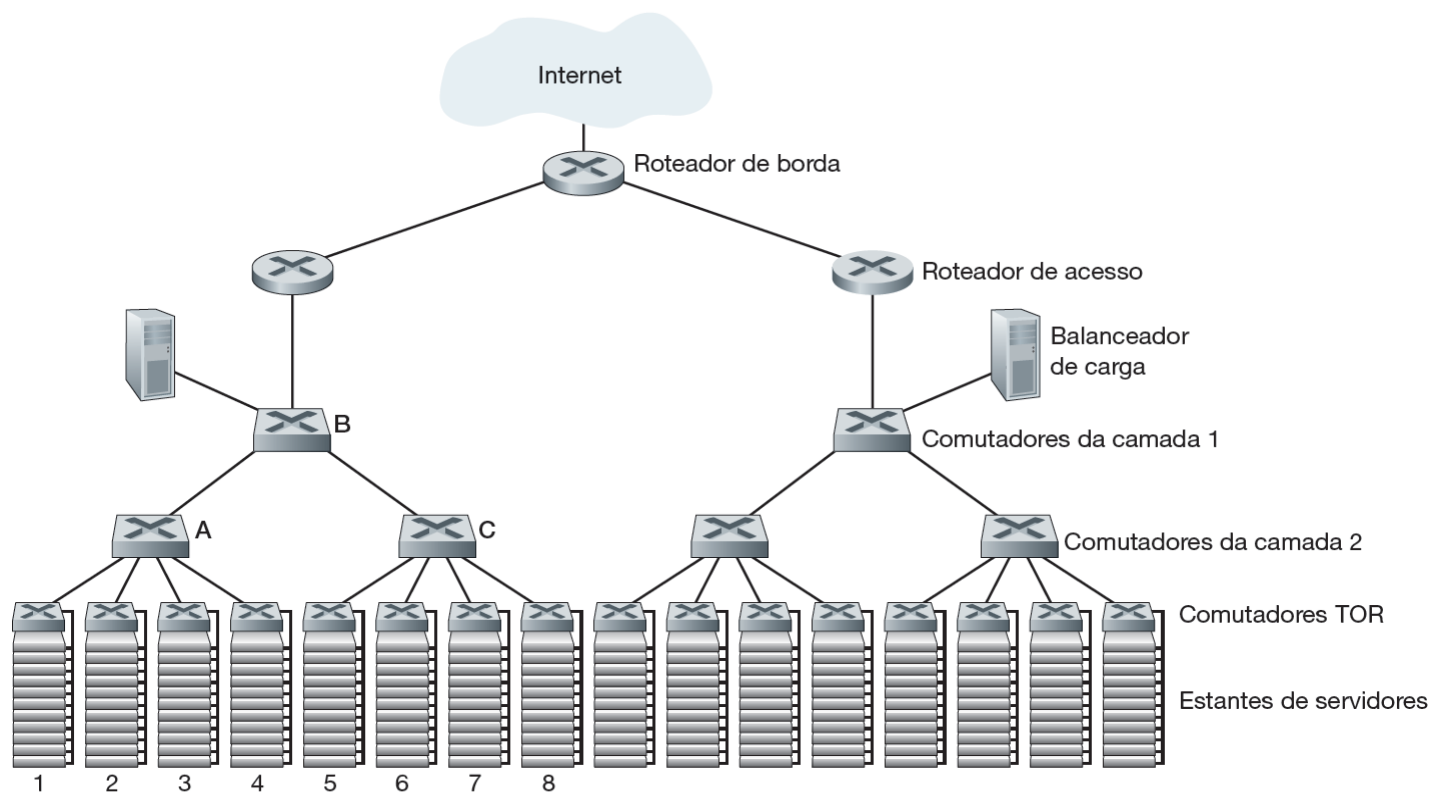 Internet
Roteador de borda
Roteador de acesso
Balanceador
de carga
B
Comutadores da camada 1
A
C
Comutadores da camada 2
Comutadores TOR
Estantes de servidores
1 2 3 4 5 6 7 8